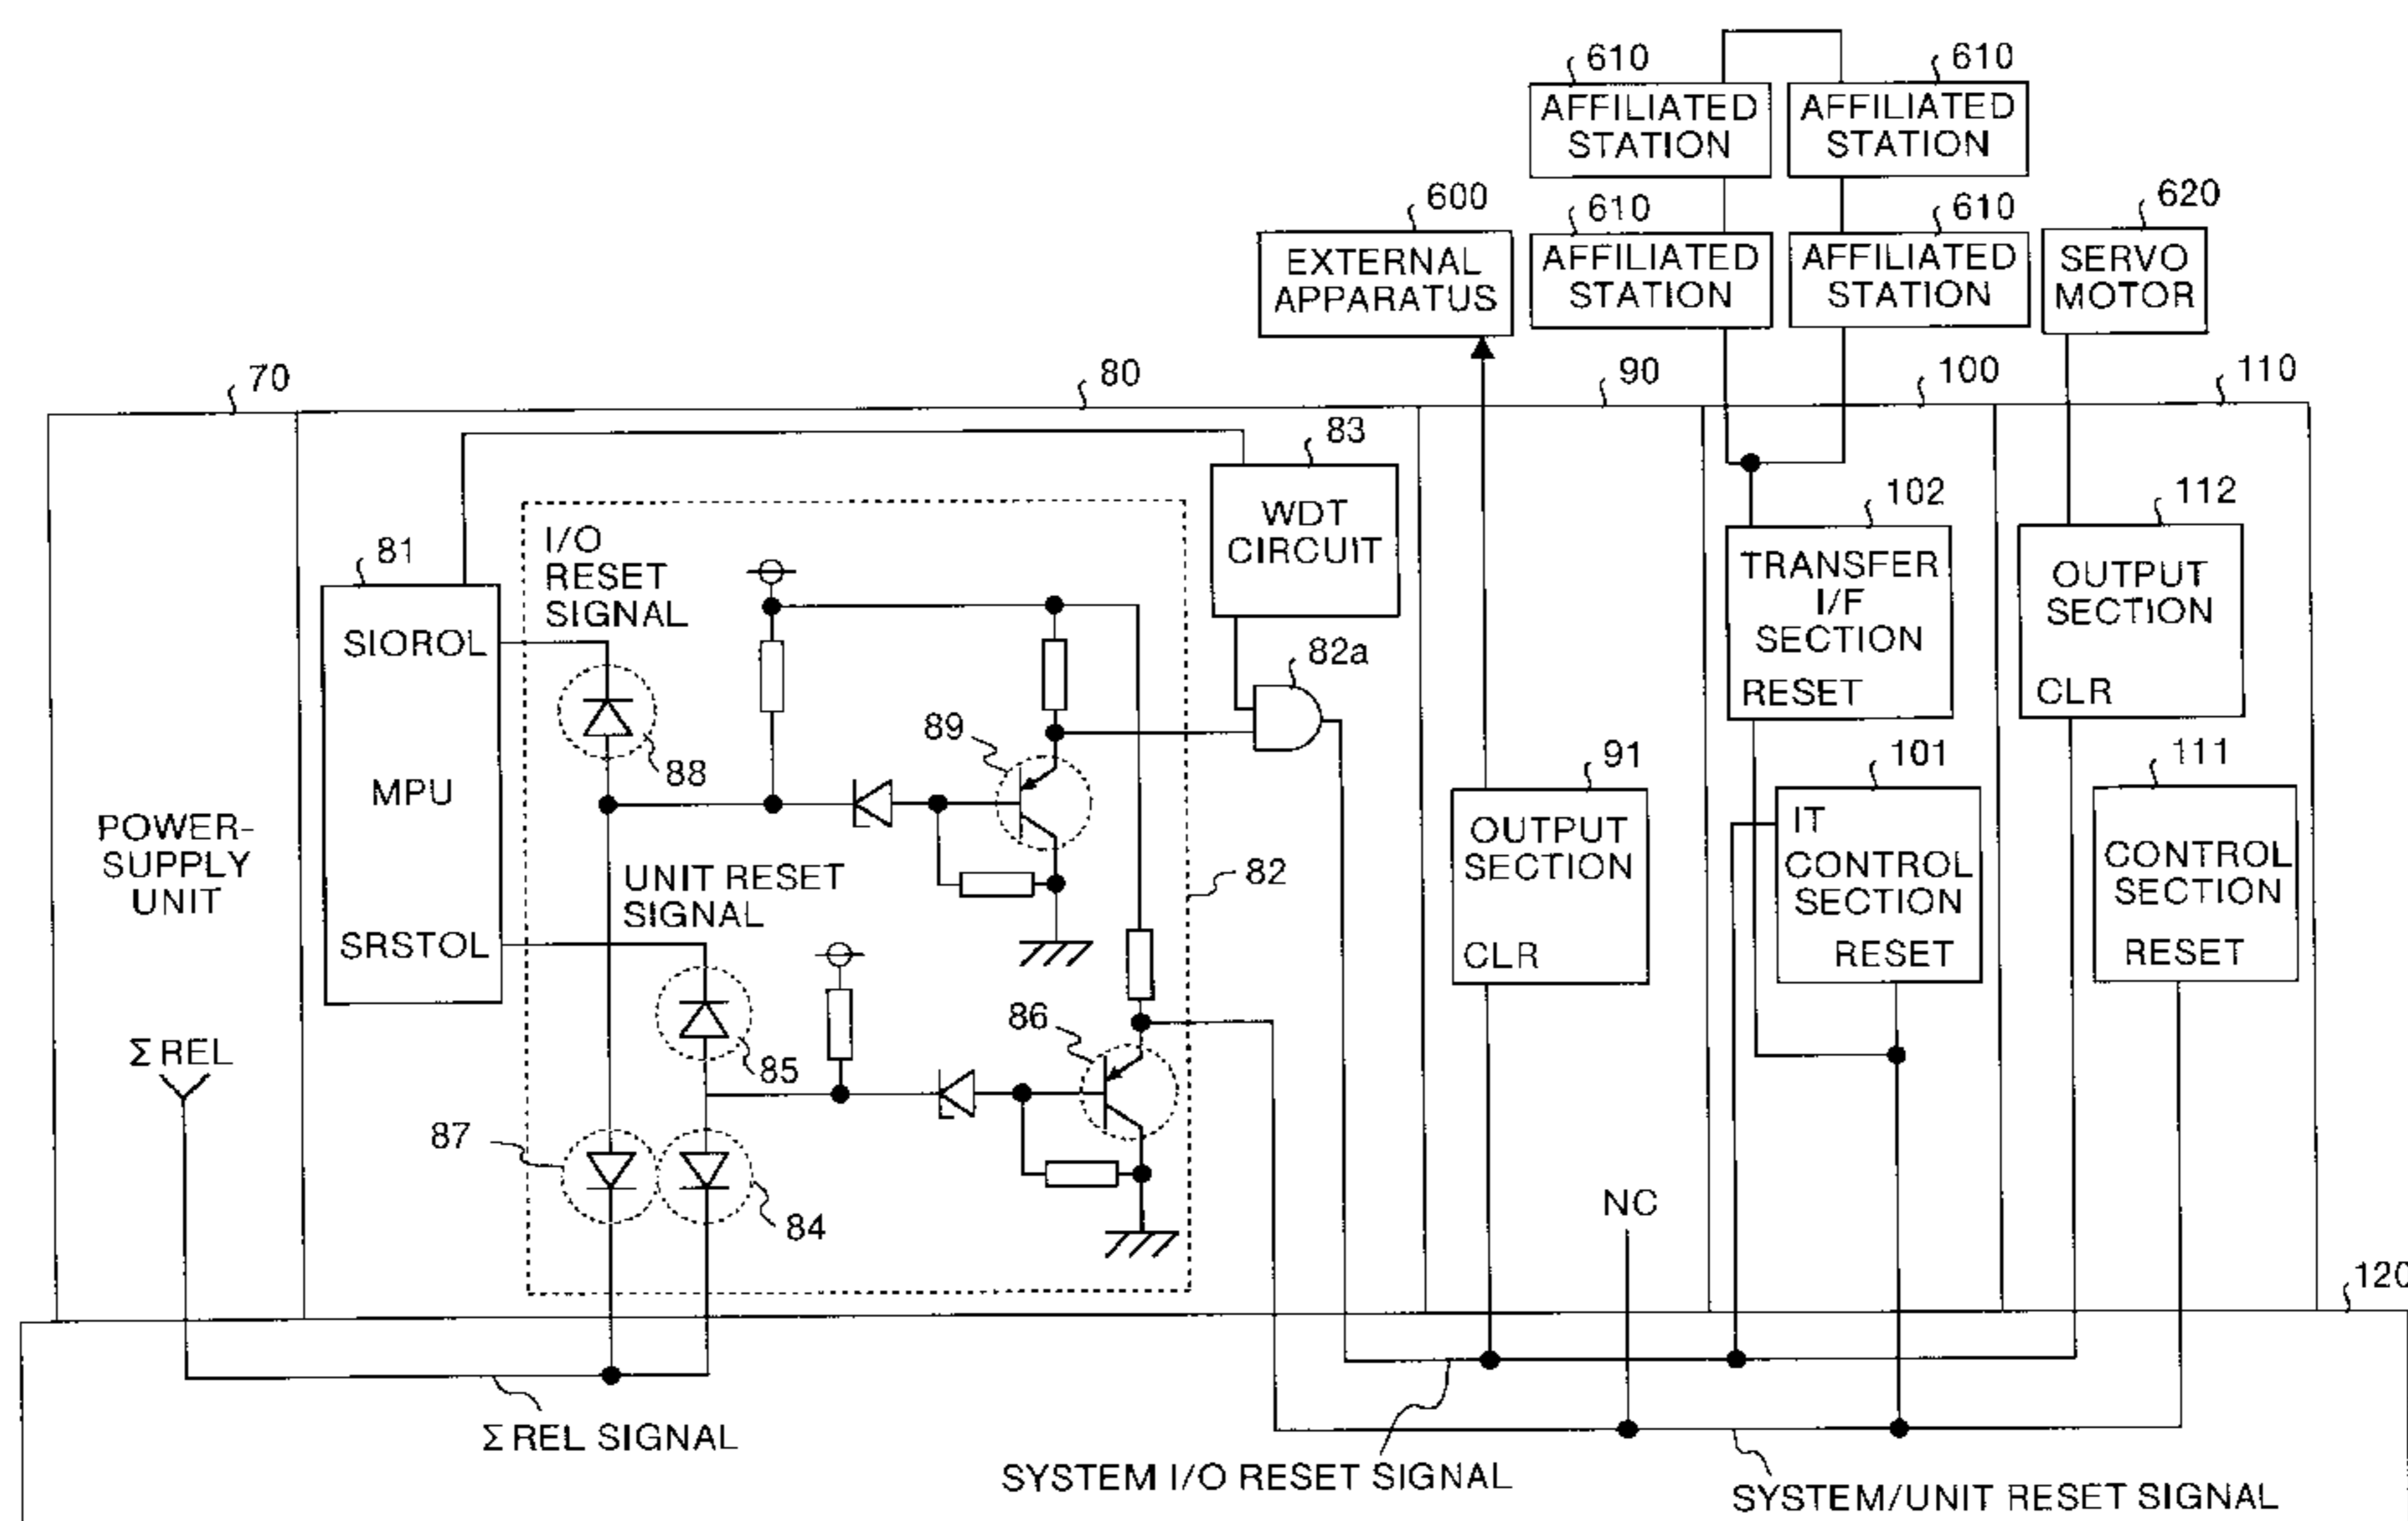 610
AFFILIATED
STATION
610
AFFILIATED
STATION
600
EXTERNAL
APPARATUS
610
AFFILIATED
STATION
610
AFFILIATED
STATION
620
SERVO
MOTOR
70
80
90
100
110
POWER-
SUPPLY
UNIT
Σ REL
81
SIOROL
MPU
SRSTOL
I/O
RESET
SIGNAL
88
UNIT RESET
SIGNAL
85
87
84
89
86
82
83
WDT
CIRCUIT
82a
91
OUTPUT
SECTION
CLR
NC
102
TRANSFER
I/F
SECTION
RESET
101
IT
CONTROL
SECTION
RESET
112
OUTPUT
SECTION
CLR
111
CONTROL
SECTION
RESET
120
Σ REL SIGNAL
SYSTEM I/O RESET SIGNAL
SYSTEM/UNIT RESET SIGNAL